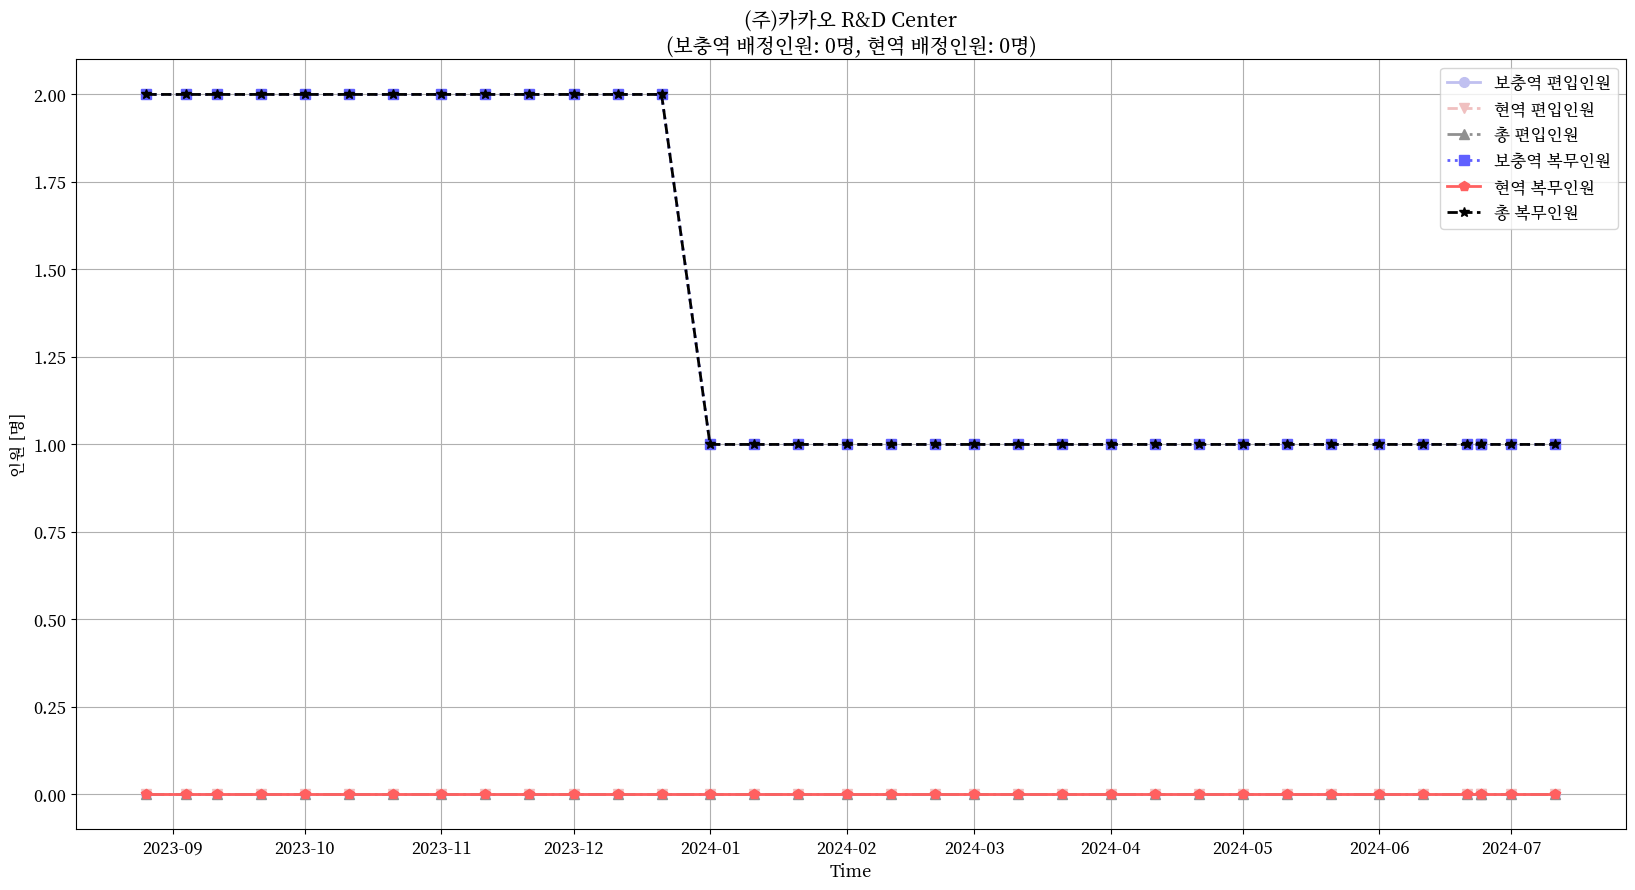 (주)카카오 R&D Center
(보충역 배정인원: 0명, 현역 배정인원: 0명)
보충역 편입인원
현역 편입인원
총 편입인원
보충역 복무인원
현역 복무인원
총 복무인원
인원 [명]
2.00
1.75
1.50
1.25
1.00
0.75
0.50
0.25
0.00
2023-09
2023-10
2023-11
2023-12
2024-01
2024-02
2024-03
2024-04
2024-05
2024-06
2024-07
Time